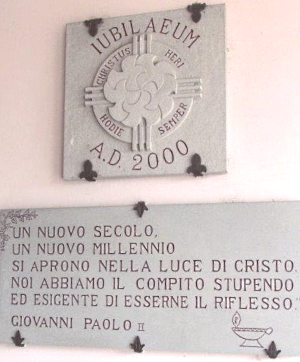 IUBILAEUM
CHRISTUS HERI
HODIE SEMPER
A.D. 2000
UN NUOVO SECOLO,
UN NUOVO MILLENNIO
SI APRONO NELLA LUCE DI CRISTO.
NOI ABBIAMO IL COMPITO STUPENDO
ED ESIGENTE DI ESSERNE IL RIFLESSO.
GIOVANNI PAOLO II